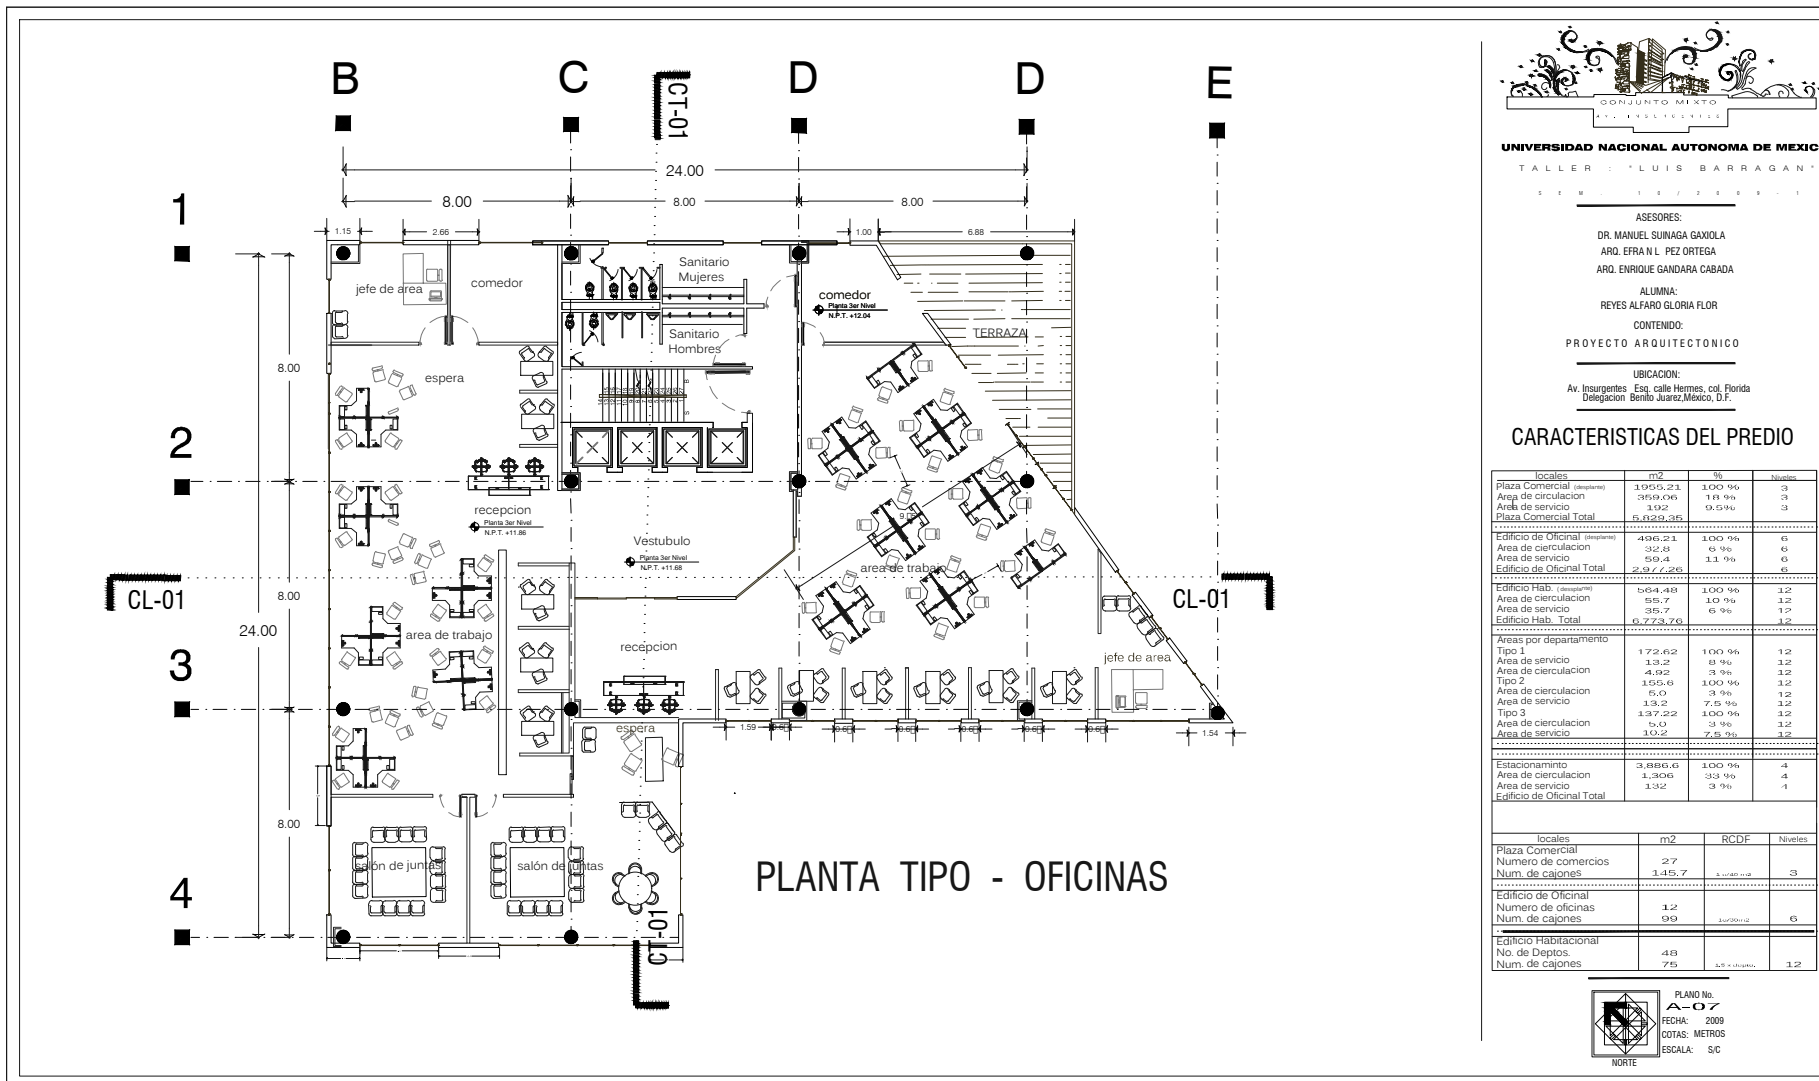 B
C
D
D
E
CT-01
24.00
8.00
8.00
8.00
1
2
3
4
1.15
2.66
1.00
6.88
8.00
8.00
24.00
8.00
jefe de area
comedor
Sanitario
Mujeres
Sanitario
Hombres
comedor
Planta 3er Nivel
N.P.T. +12.04
TERRAZA
espera
recepcion
Planta 3er Nivel
N.P.T. +11.86
Vestubulo
Planta 3er Nivel
N.P.T. +11.68
area de trabajo
CL-01
CL-01
area de trabajo
recepcion
jefe de area
espera
1.59
1.54
salón de juntas
salón de juntas
CT-01
PLANTA TIPO - OFICINAS
CONJUNTO MIXTO
AV. INSURGENTES
UNIVERSIDAD NACIONAL AUTONOMA DE MEXIC
TALLER : "LUIS BARRAGAN"
SEM. 10 / 2009 - 1
ASESORES:
DR. MANUEL SUINAGA GAXIOLA
ARQ. EFRA N L PEZ ORTEGA
ARQ. ENRIQUE GANDARA CABADA
ALUMNA:
REYES ALFARO GLORIA FLOR
CONTENIDO:
PROYECTO ARQUITECTONICO
UBICACION:
Av. Insurgentes Esq. calle Hermes, col. Florida
Delegacion Benito Juarez,México, D.F.
CARACTERISTICAS DEL PREDIO
locales m2 % Niveles
Plaza Comercial (desplante) 1955.21 100 % 3
Area de circulacion 359.06 18 % 3
Area de servicio 192 9.5% 3
Plaza Comercial Total 5,829.35
Edificio de Oficinal (desplante) 496.21 100 % 6
Area de cierculacion 32.8 6 % 6
Area de servicio 59.4 11 % 6
Edificio de Oficinal Total 2,977.26 6
Edificio Hab. (desplante) 564.48 100 % 12
Area de cierculacion 55.7 10 % 12
Area de servicio 35.7 6 % 12
Edificio Hab. Total 6,773.76 12
Areas por departamento
Tipo 1 172.62 100 % 12
Area de servicio 13.2 8 % 12
Area de cierculacion 4.92 3 % 12
Tipo 2 155.6 100 % 12
Area de cierculacion 5.0 3 % 12
Area de servicio 13.2 7.5 % 12
Tipo 3 137.22 100 % 12
Area de cierculacion 5.0 3 % 12
Area de servicio 10.2 7.5 % 12
Estacionaminto 3,886.6 100 % 4
Area de cierculacion 1,306 33 % 4
Area de servicio 132 3 % 4
Edificio de Oficinal Total
locales m2 RCDF Niveles
Plaza Comercial
Numero de comercios 27
Num. de cajones 145.7 3
Edificio de Oficinal
Numero de oficinas 12
Num. de cajones 99 6
Edificio Habitacional
No. de Deptos. 48
Num. de cajones 75 12
PLANO No.
A-07
FECHA: 2009
COTAS: METROS
ESCALA: S/C
NORTE